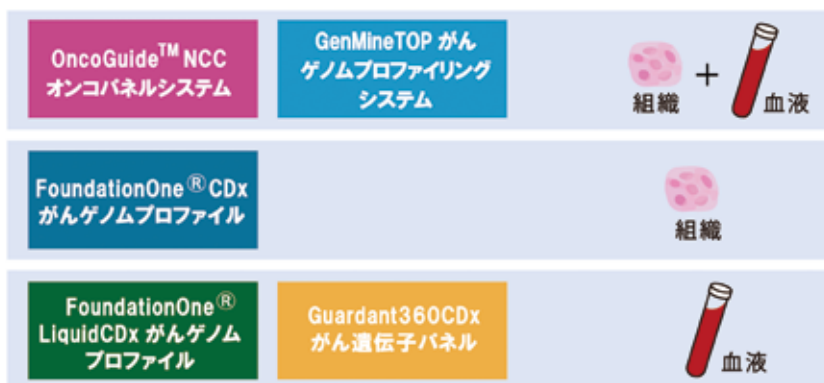 OncoGuide™ NCC
オンコパネルシステム
GenMineTOP がん
ゲノムプロファイリング
システム
組織
+
血液
FoundationOne®CDx
がんゲノムプロファイル
組織
FoundationOne®
LiquidCDx がんゲノム
プロファイル
Guardant360CDx
がん遺伝子パネル
血液